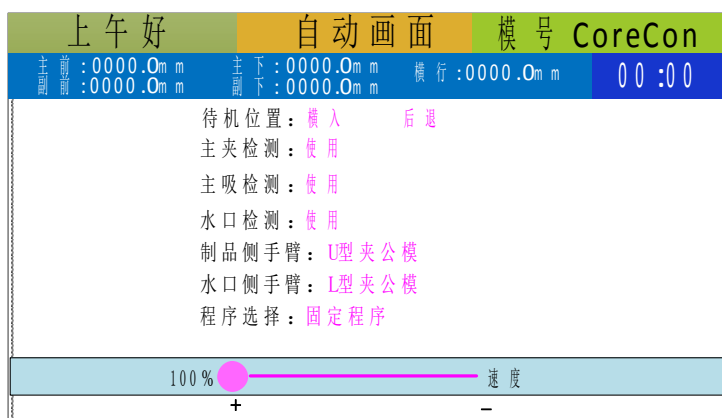 上午好 自动画面 模号 CoreCon
主前:0000.0mm 主下:0000.0mm 横行:0000.0mm 00:00
副前:0000.0mm 副下:0000.0mm
待机位置：横入 后退
主夹检测：使用
主吸检测：使用
水口检测：使用
制品侧手臂：U型夹公模
水口侧手臂：L型夹公模
程序选择：固定程序
100% 速度
+ −